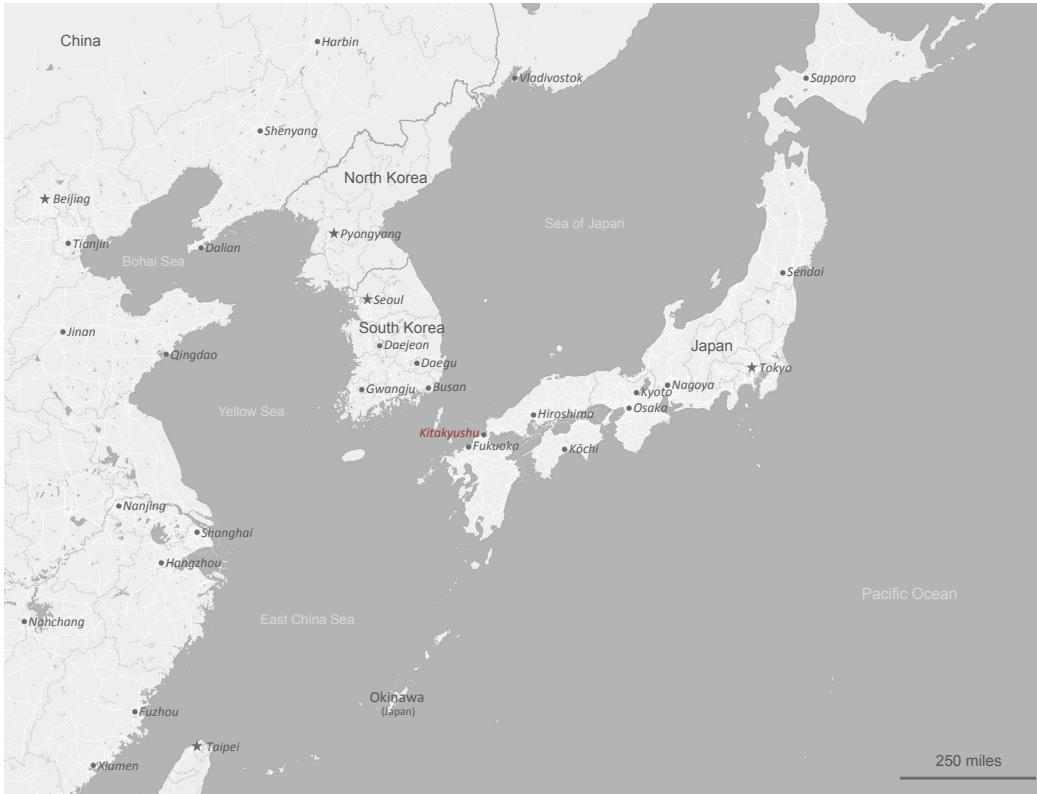 China
Harbin
Vladivostok
Sapporo
Shenyang
North Korea
Beijing
Sea of Japan
Pyongyang
Tianjin
Dalian
Bohai Sea
Sendai
Seoul
South Korea
Jinan
Daejeon
Japan
Qingdao
Daegu
Tokyo
Gwangju
Busan
Nagoya
Kyoto
Yellow Sea
Hiroshima
Osaka
Kitakyushu
Fukuoka
Kōchi
Nanjing
Shanghai
Hangzhou
Pacific Ocean
Nanchang
East China Sea
Okinawa
(Japan)
Fuzhou
Taipei
250 miles
Xiamen